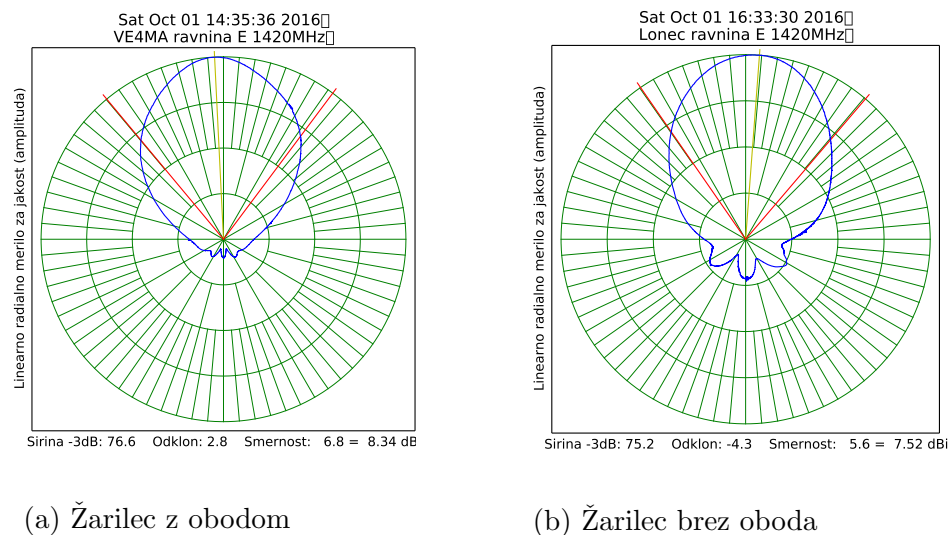 Sat Oct 01 14:35:36 2016▯
VE4MA ravnina E 1420MHz▯
Linearno radialno merilo za jakost (amplituda)
Sirina -3dB: 76.6 Odklon: 2.8 Smernost: 6.8 = 8.34 dB
(a) Žarilec z obodom
Sat Oct 01 16:33:30 2016▯
Lonec ravnina E 1420MHz▯
Linearno radialno merilo za jakost (amplituda)
Sirina -3dB: 75.2 Odklon: -4.3 Smernost: 5.6 = 7.52 dBi
(b) Žarilec brez oboda